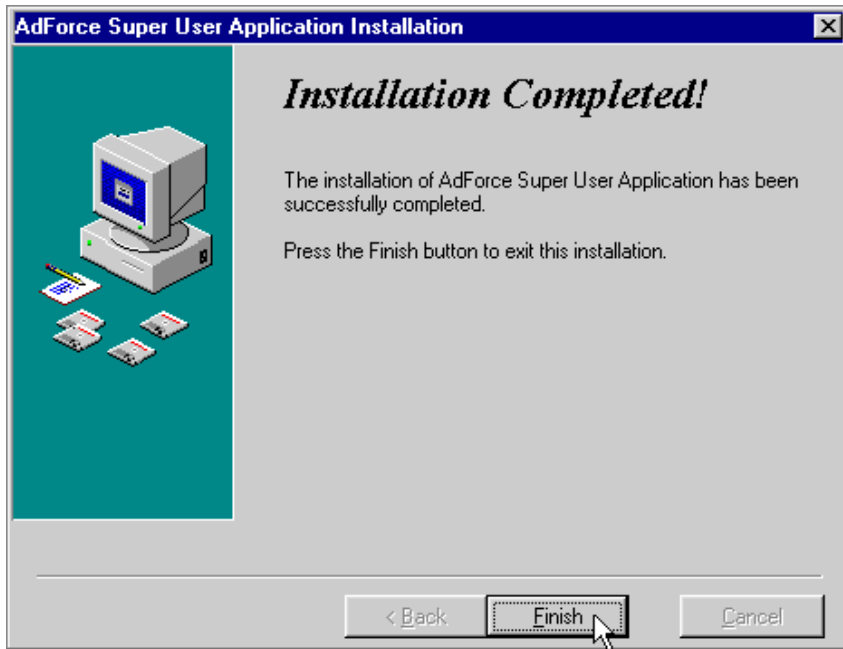 AdForce Super User Application Installation
Installation Completed!
The installation of AdForce Super User Application has been
successfully completed.
Press the Finish button to exit this installation.
< Back
Finish
Cancel